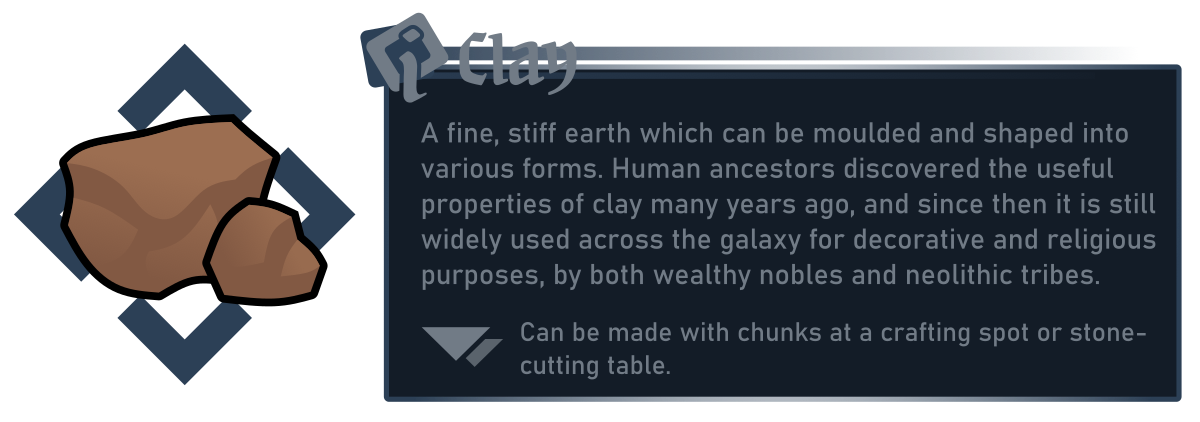 Clay
A fine, stiff earth which can be moulded and shaped into
various forms. Human ancestors discovered the useful
properties of clay many years ago, and since then it is still
widely used across the galaxy for decorative and religious
purposes, by both wealthy nobles and neolithic tribes.
Can be made with chunks at a crafting spot or stone-
cutting table.